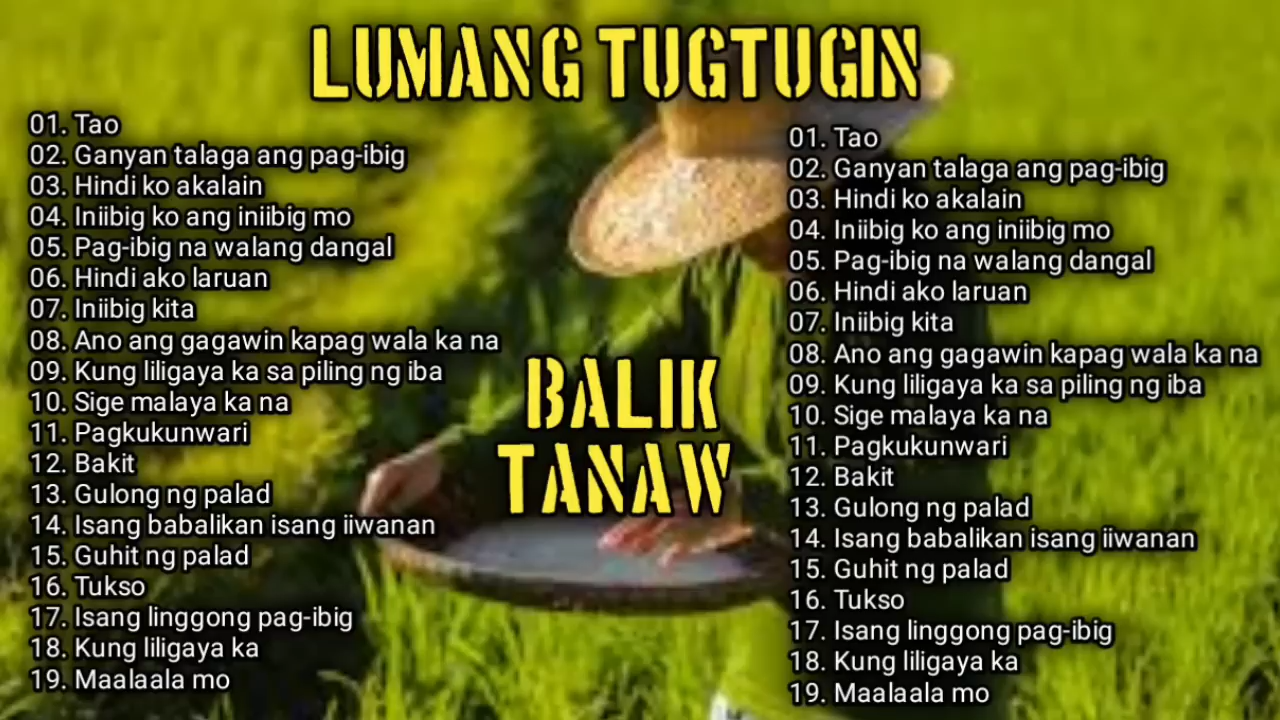 LUMANG TUGTUGIN
01. Tao
02. Ganyan talaga ang pag-ibig
03. Hindi ko akalain
04. Iniibig ko ang iniibig mo
05. Pag-ibig na walang dangal
06. Hindi ako laruan
07. Iniibig kita
08. Ano ang gagawin kapag wala ka na
09. Kung liligaya ka sa piling ng iba
10. Sige malaya ka na
11. Pagkukunwari
12. Bakit
13. Gulong ng palad
14. Isang babalikan isang iiwanan
15. Guhit ng palad
16. Tukso
17. Isang linggong pag-ibig
18. Kung liligaya ka
19. Maalaala mo
BALIK
TANAW
01. Tao
02. Ganyan talaga ang pag-ibig
03. Hindi ko akalain
04. Iniibig ko ang iniibig mo
05. Pag-ibig na walang dangal
06. Hindi ako laruan
07. Iniibig kita
08. Ano ang gagawin kapag wala ka na
09. Kung liligaya ka sa piling ng iba
10. Sige malaya ka na
11. Pagkukunwari
12. Bakit
13. Gulong ng palad
14. Isang babalikan isang iiwanan
15. Guhit ng palad
16. Tukso
17. Isang linggong pag-ibig
18. Kung liligaya ka
19. Maalaala mo